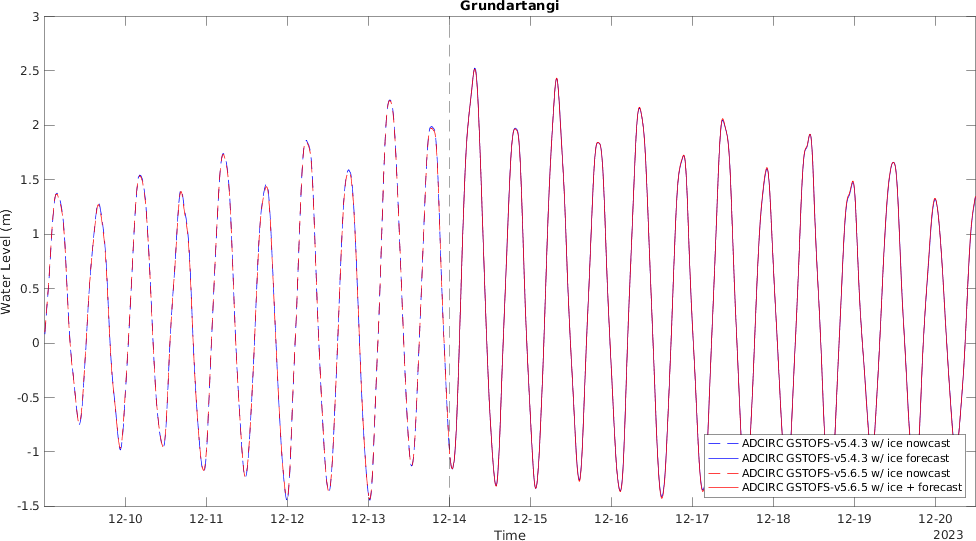 Grundartangi
3
2.5
2
1.5
1
0.5
0
-0.5
-1
-1.5
Water Level (m)
ADCIRC GSTOFS-v5.4.3 w/ ice nowcast
ADCIRC GSTOFS-v5.4.3 w/ ice forecast
ADCIRC GSTOFS-v5.6.5 w/ ice nowcast
ADCIRC GSTOFS-v5.6.5 w/ ice + forecast
12-10 12-11 12-12 12-13 12-14 12-15 12-16 12-17 12-18 12-19 12-20
Time
2023